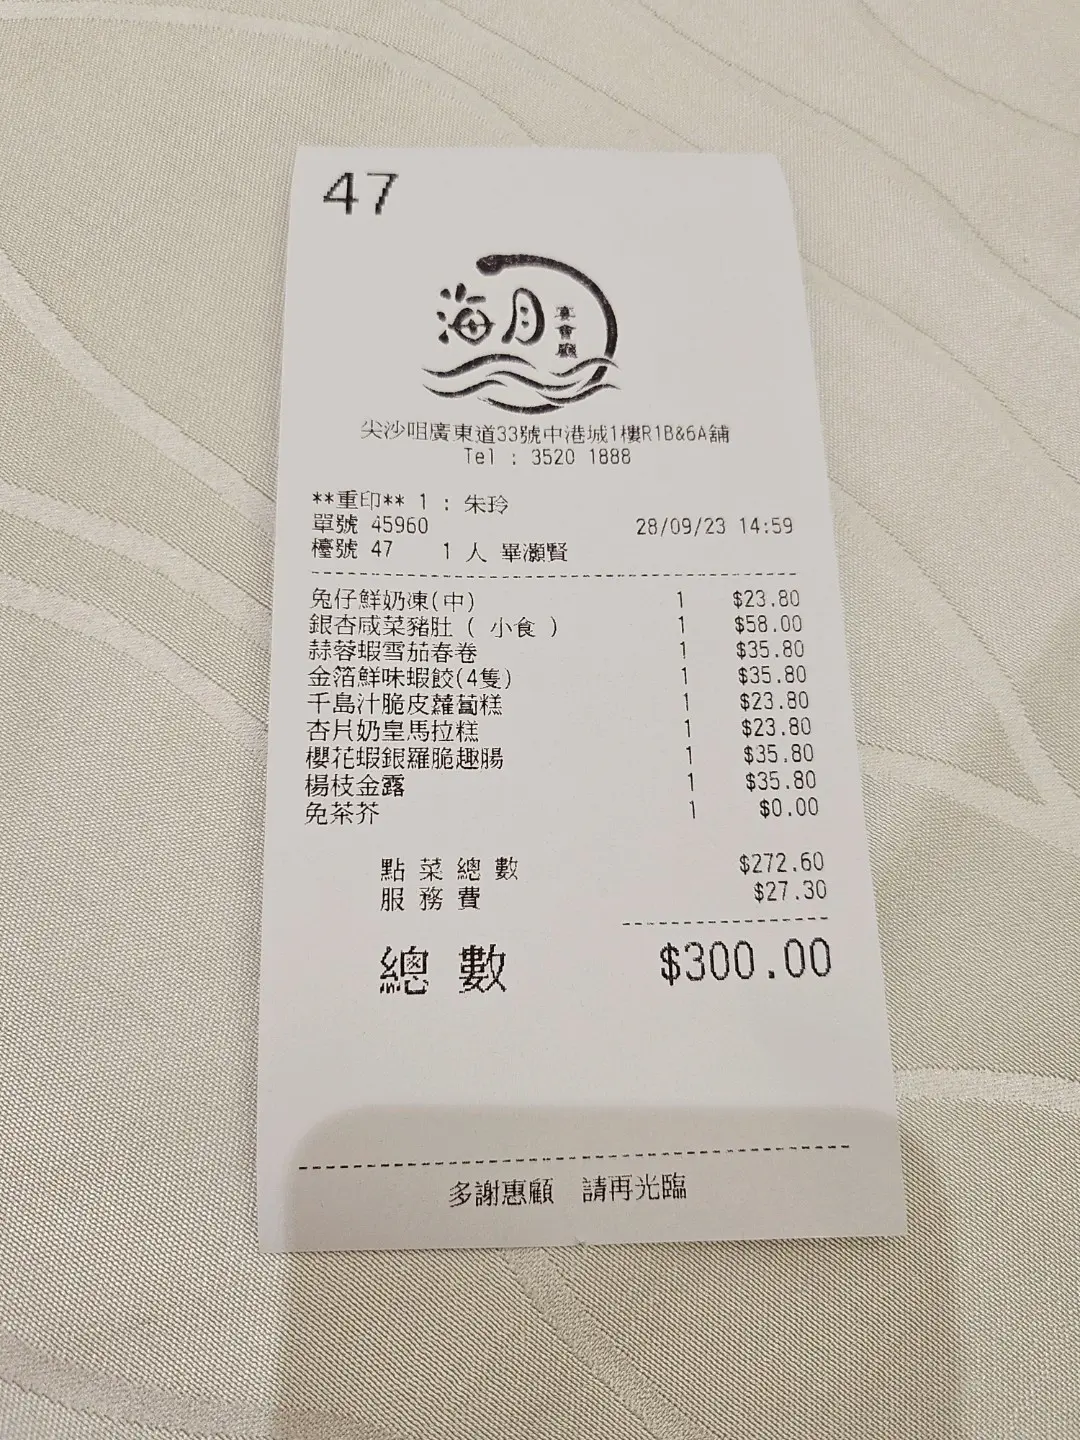 47
海月
宴會廳
尖沙咀廣東道33號中港城1樓R1B&6A舖
Tel : 3520 1888
**重印** 1 : 朱玲
單號 45960 28/09/23 14:59
檯號 47 1 人 畢灝賢
兔仔鮮奶凍(中) 1 $23.80
銀杏咸菜豬肚 ( 小食 ) 1 $58.00
蒜蓉蝦雪茄春卷 1 $35.80
金箔鮮味蝦餃(4隻) 1 $35.80
千島汁脆皮蘿蔔糕 1 $23.80
杏片奶皇馬拉糕 1 $23.80
櫻花蝦銀羅脆趣腸 1 $35.80
楊枝金露 1 $35.80
免茶芥 1 $0.00
點菜總數 $272.60
服務費 $27.30
總數 $300.00
多謝惠顧 請再光臨